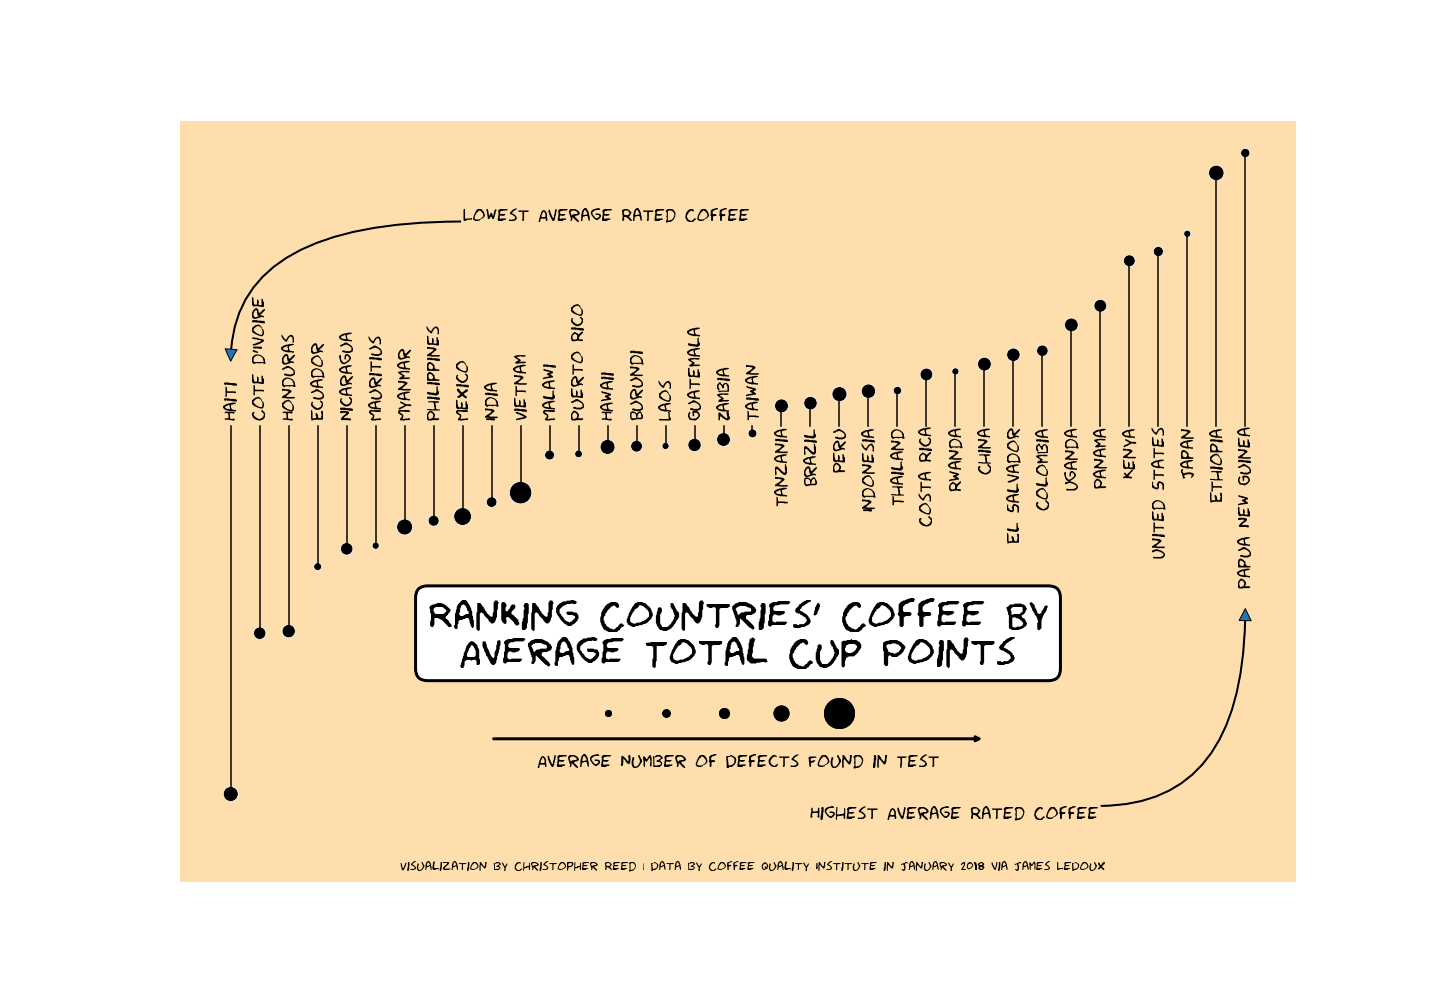 LOWEST AVERAGE RATED COFFEE
HAITI
COTE D'IVOIRE
HONDURAS
ECUADOR
NICARAGUA
MAURITIUS
MYANMAR
PHILIPPINES
MEXICO
INDIA
VIETNAM
MALAWI
PUERTO RICO
HAWAII
BURUNDI
LAOS
GUATEMALA
ZAMBIA
TAIWAN
TANZANIA
BRAZIL
PERU
INDONESIA
THAILAND
COSTA RICA
RWANDA
CHINA
EL SALVADOR
COLOMBIA
UGANDA
PANAMA
KENYA
UNITED STATES
JAPAN
ETHIOPIA
PAPUA NEW GUINEA
RANKING COUNTRIES' COFFEE BY
AVERAGE TOTAL CUP POINTS
AVERAGE NUMBER OF DEFECTS FOUND IN TEST
HIGHEST AVERAGE RATED COFFEE
VISUALIZATION BY CHRISTOPHER REED | DATA BY COFFEE QUALITY INSTITUTE IN JANUARY 2018 VIA JAMES LEDOUX